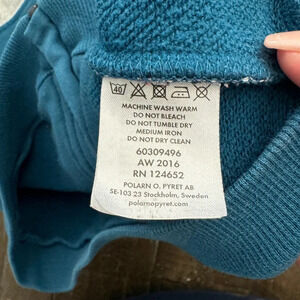 40
MACHINE WASH WARM
DO NOT BLEACH
DO NOT TUMBLE DRY
MEDIUM IRON
DO NOT DRY CLEAN
60309496
AW 2016
RN 124652
POLARN O. PYRET AB
SE-103 23 Stockholm, Sweden
polarnopyret.com